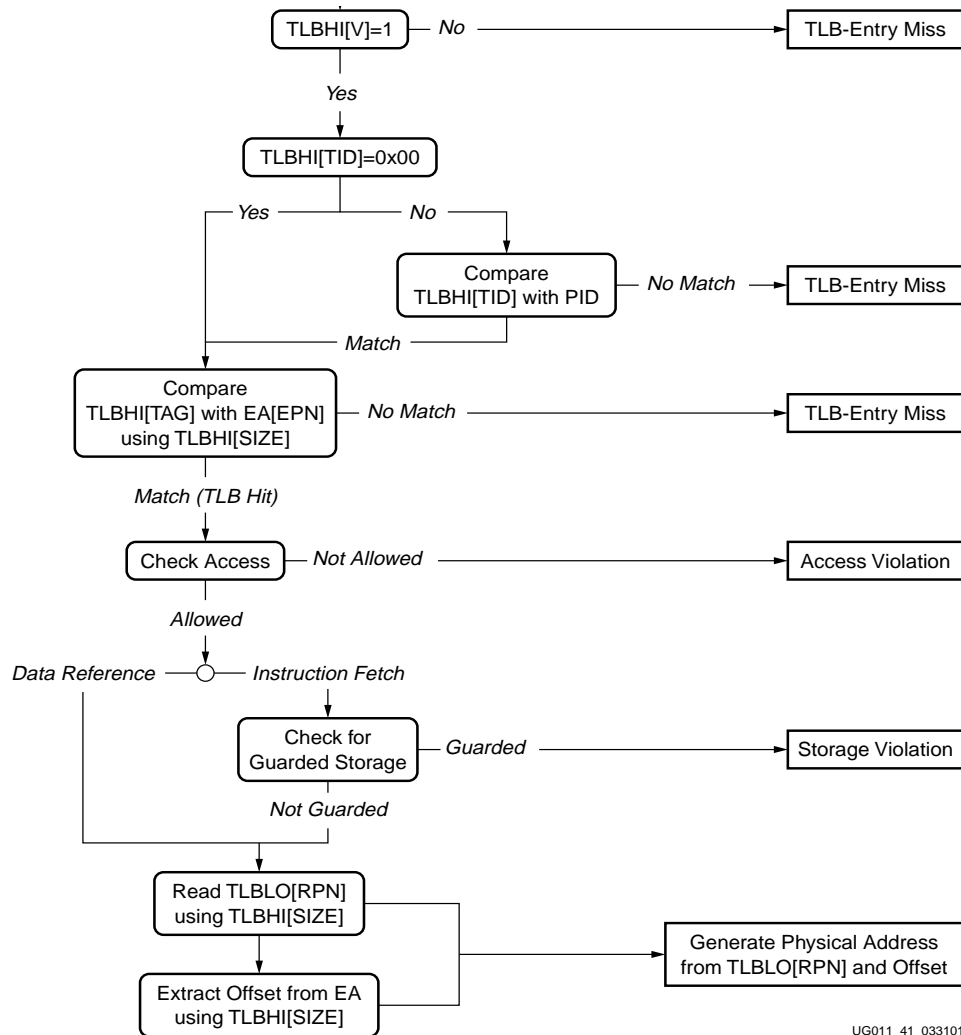 TLBHI[V]=1
No
TLB-Entry Miss
Yes
TLBHI[TID]=0x00
Yes
No
Compare
TLBHI[TID] with PID
No Match
TLB-Entry Miss
Match
Compare
TLBHI[TAG] with EA[EPN]
using TLBHI[SIZE]
No Match
TLB-Entry Miss
Match (TLB Hit)
Check Access
Not Allowed
Access Violation
Allowed
Data Reference
Instruction Fetch
Check for
Guarded Storage
Guarded
Storage Violation
Not Guarded
Read TLBLO[RPN]
using TLBHI[SIZE]
Generate Physical Address
from TLBLO[RPN] and Offset
Extract Offset from EA
using TLBHI[SIZE]
UG011_41_033101